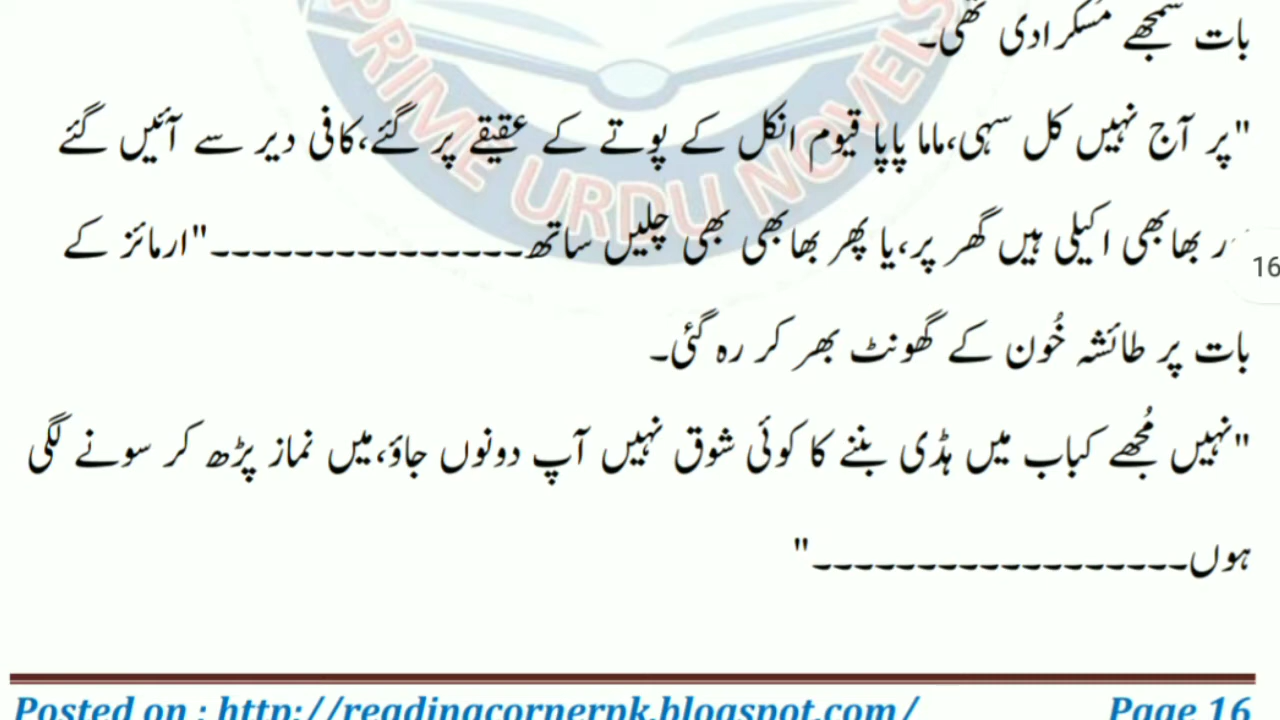 بات سمجھے مسکرادی تھی۔
"پر آج نہیں کل سہی،ماما پاپا قیوم انکل کے پوتے کے عقیقے پر گئے،کافی دیر سے آئیں گئے
ر بھابھی اکیلی ہیں گھر پر،یا پھر بھابھی بھی چلیں ساتھ۔۔۔۔۔۔۔۔۔۔۔۔۔۔۔"ارمائز کے
16
بات پر طائشہ خُون کے گھونٹ بھر کر رہ گئی۔
"نہیں مُجھے کباب میں ہڈی بننے کا کوئی شوق نہیں آپ دونوں جاؤ،میں نماز پڑھ کر سونے لگی
ہوں۔۔۔۔۔۔۔۔۔۔۔۔۔۔۔۔۔۔"
PRIME URDU NOVELS
Posted on : http://readingcornerpk.blogspot.com/ Page 16